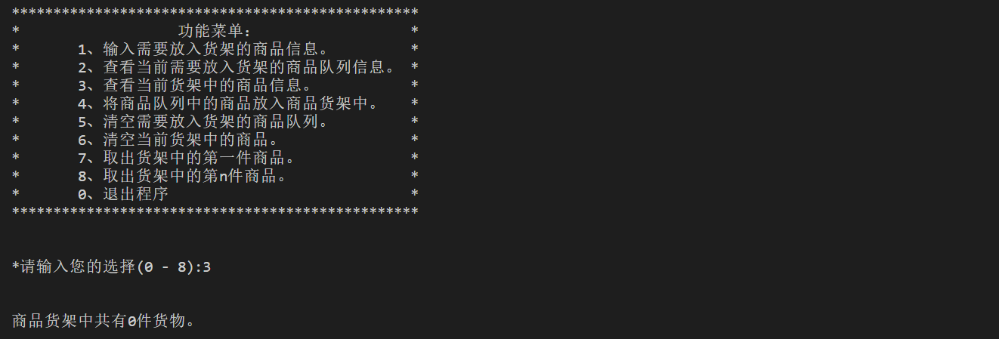 *************************************************
*                   功能菜单:                   *
*       1、输入需要放入货架的商品信息。          *
*       2、查看当前需要放入货架的商品队列信息。  *
*       3、查看当前货架中的商品信息。            *
*       4、将商品队列中的商品放入商品货架中。    *
*       5、清空需要放入货架的商品队列。          *
*       6、清空当前货架中的商品。                *
*       7、取出货架中的第一件商品。              *
*       8、取出货架中的第n件商品。               *
*       0、退出程序                             *
*************************************************
*请输入您的选择(0 - 8):3
商品货架中共有0件货物。